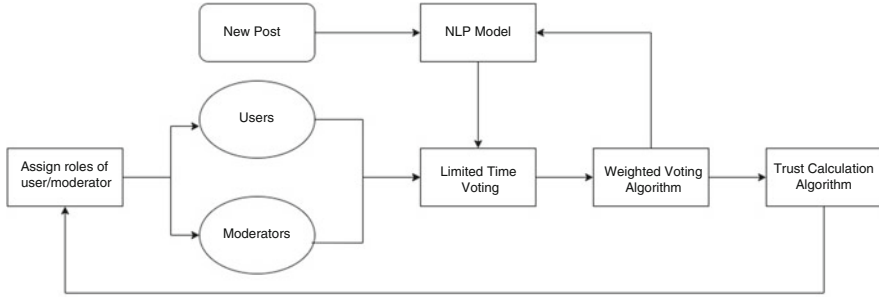 New Post
NLP Model
Users
Assign roles of
user/moderator
Limited Time
Voting
Weighted Voting
Algorithm
Trust Calculation
Algorithm
Moderators